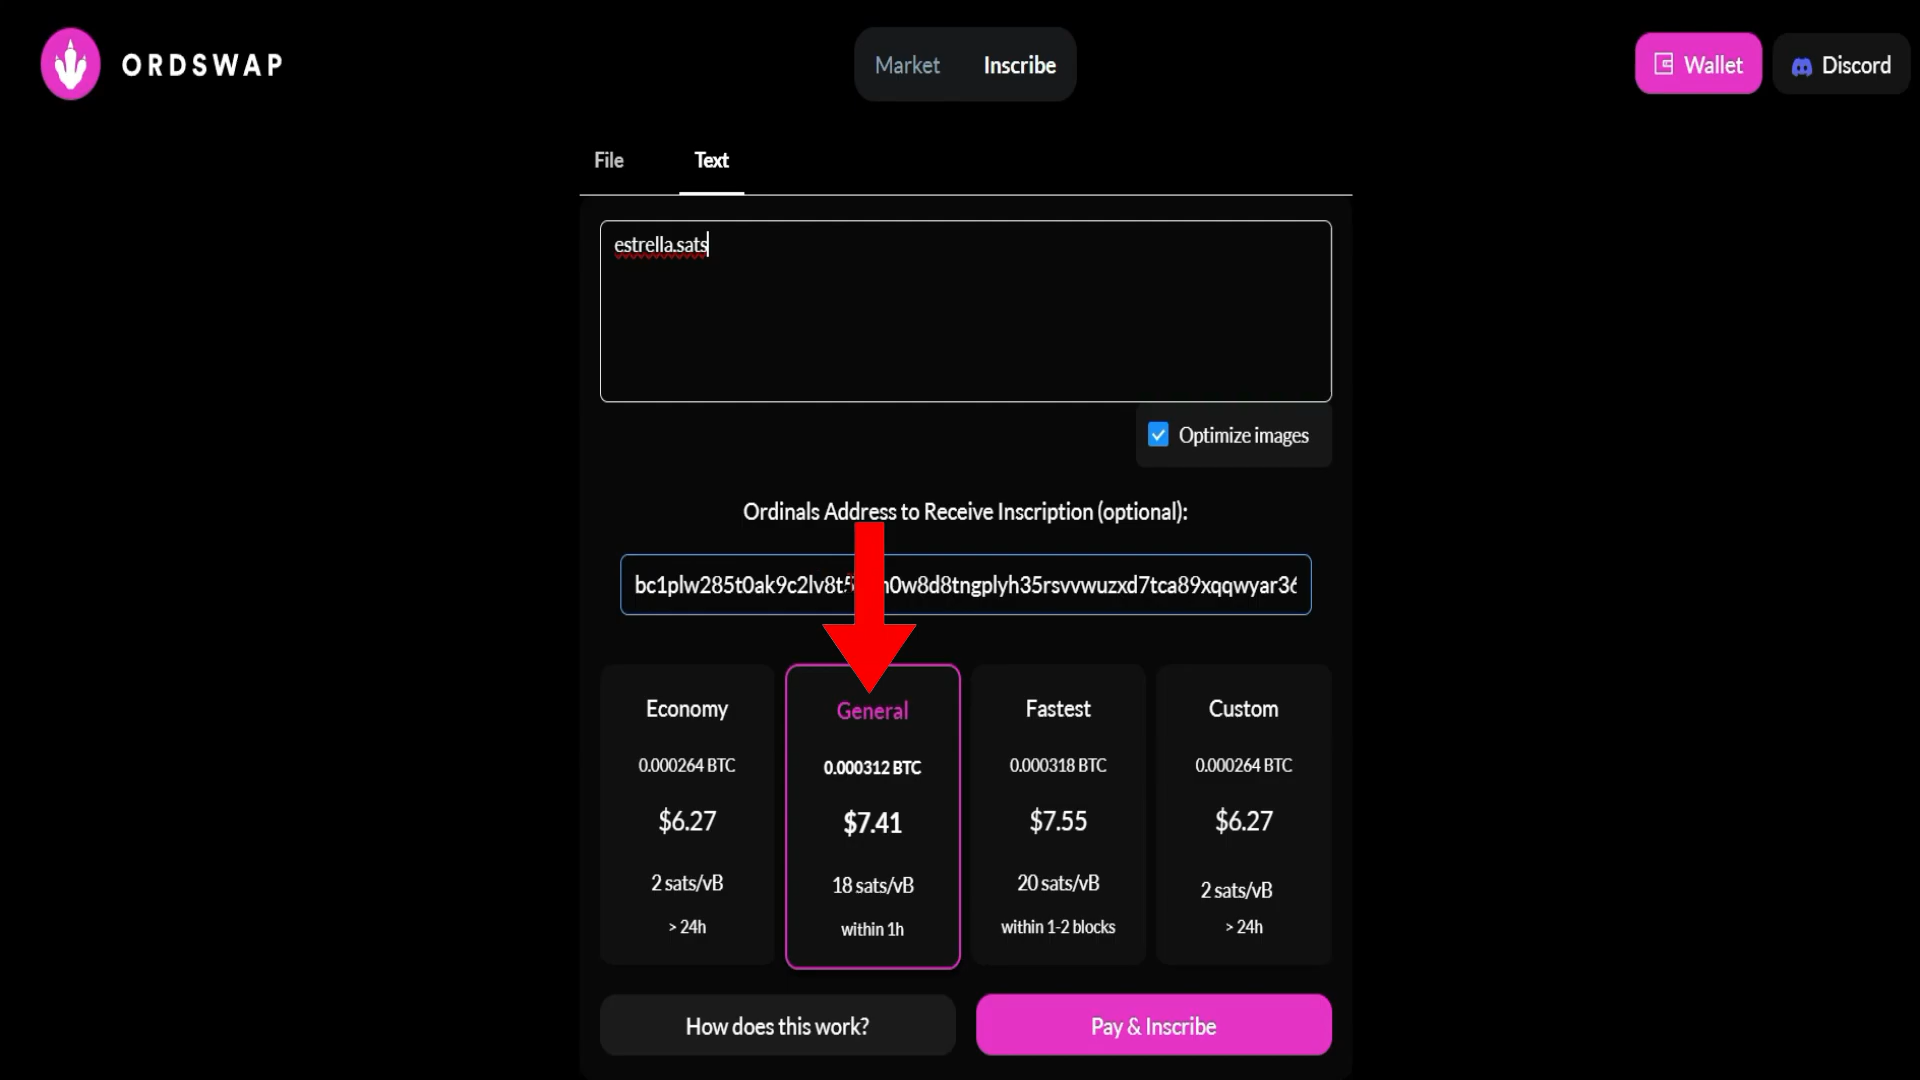 ORDSWAP
Market Inscribe
Wallet Discord
File Text
estrella.sats
Optimize images
Ordinals Address to Receive Inscription (optional):
Economy General Fastest Custom
0.000264 BTC 0.000312 BTC 0.000318 BTC 0.000264 BTC
$6.27 $7.41 $7.55 $6.27
2 sats/vB 18 sats/vB 20 sats/vB 2 sats/vB
> 24h within 1h within 1-2 blocks > 24h
How does this work? Pay & Inscribe